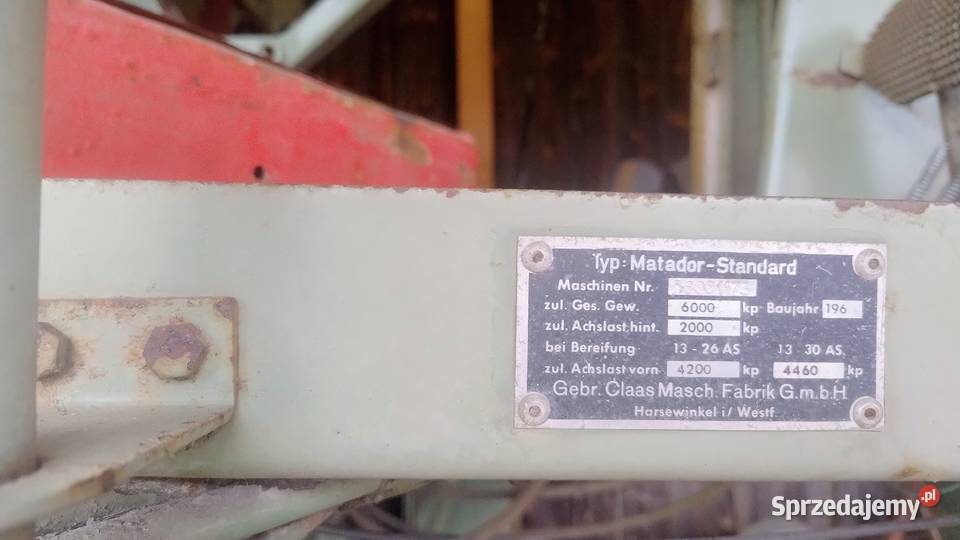 Typ: Matador-Standard
Maschinen Nr.
zul. Ges. Gew. 6000 kp Baujahr 196
zul. Achslast hint. 2000 kp
bei Bereifung 13-26 AS 13 30 AS.
zul. Achslast vorn 4200 kp 4460 kp
Gebr. Claas Masch. Fabrik G.m.b.H.
Harsewinkel i/Westf.
Sprzedajemy.pl